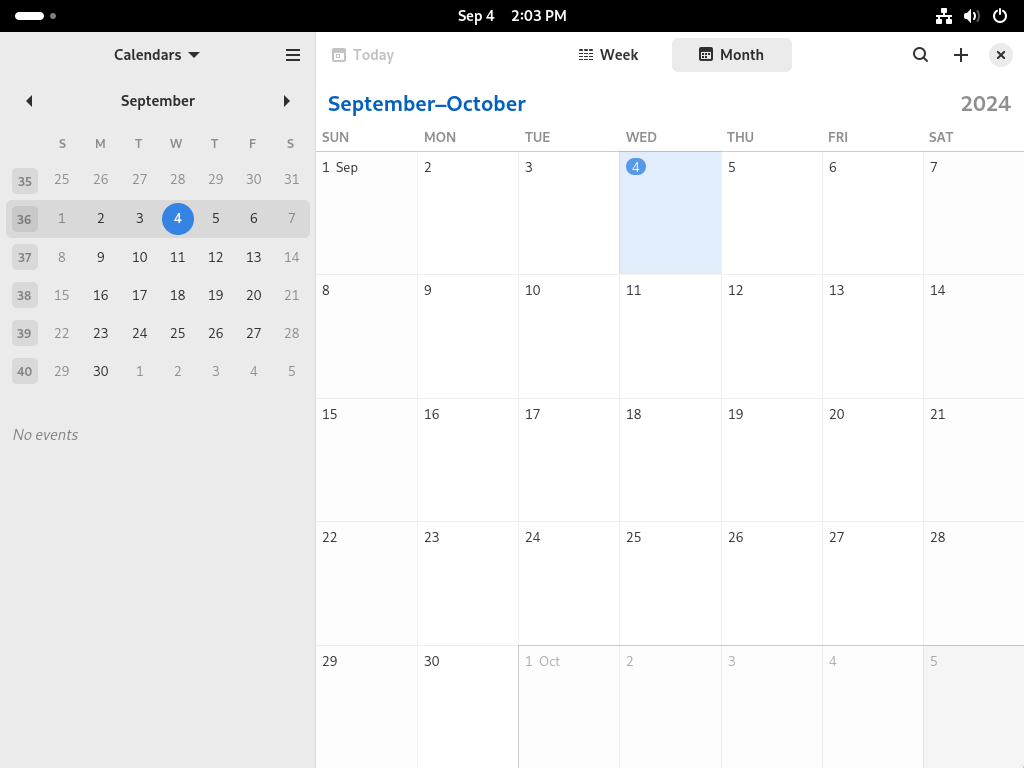 Sep 4 2:03 PM
Calendars
Today
Week
Month
September
September–October 2024
S M T W T F S
35 25 26 27 28 29 30 31
36 1 2 3 4 5 6 7
37 8 9 10 11 12 13 14
38 15 16 17 18 19 20 21
39 22 23 24 25 26 27 28
40 29 30 1 2 3 4 5
No events
SUN MON TUE WED THU FRI SAT
1 Sep 2 3 4 5 6 7
8 9 10 11 12 13 14
15 16 17 18 19 20 21
22 23 24 25 26 27 28
29 30 1 Oct 2 3 4 5